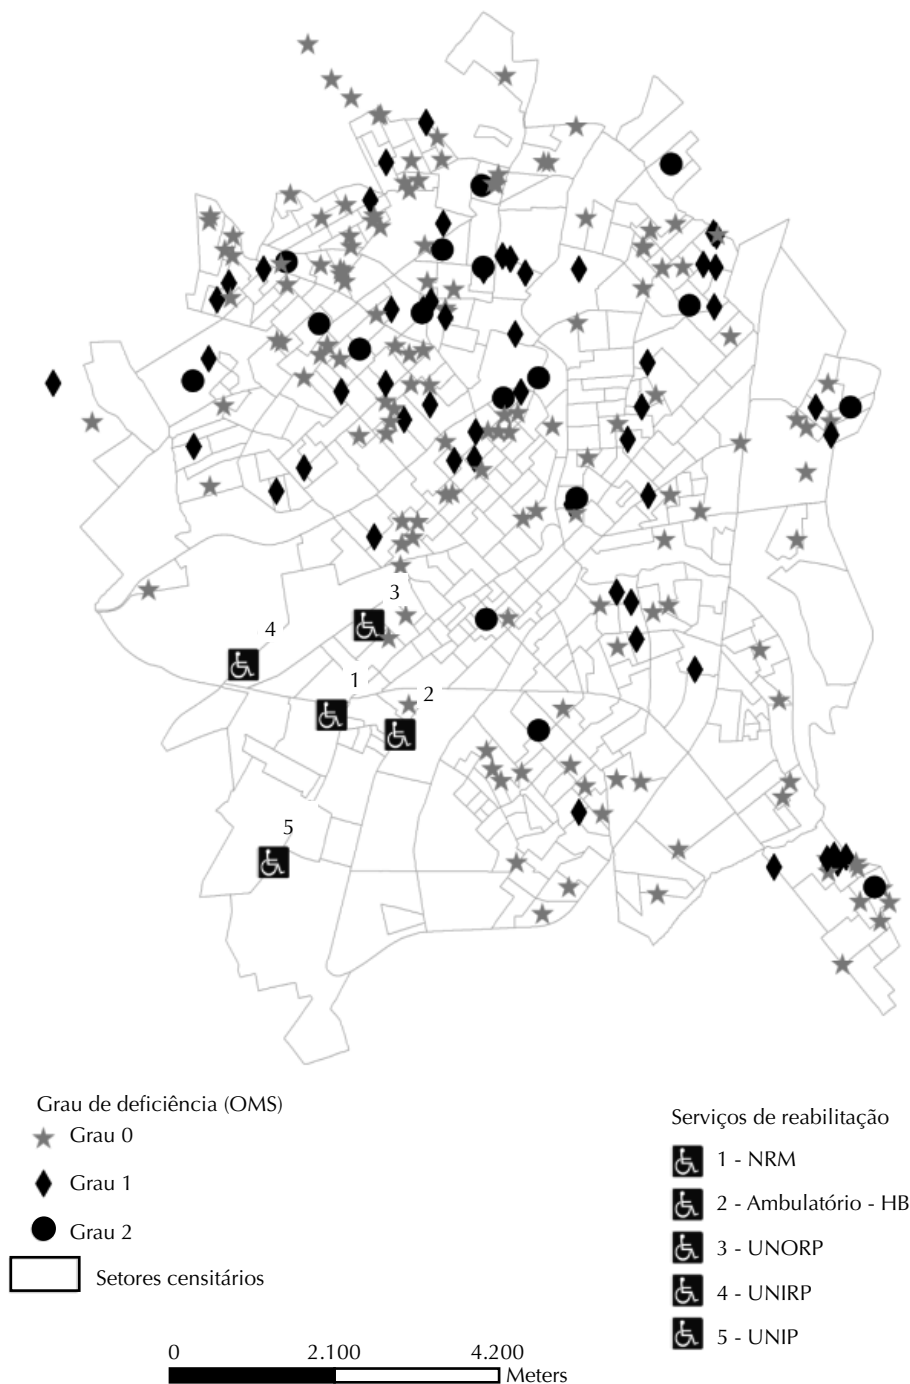 3
4
1
2
5
Grau de deficiência (OMS)
Grau 0
Grau 1
Grau 2
Setores censitários
Serviços de reabilitação
1 - NRM
2 - Ambulatório - HB
3 - UNORP
4 - UNIRP
5 - UNIP
0 2.100 4.200
Meters